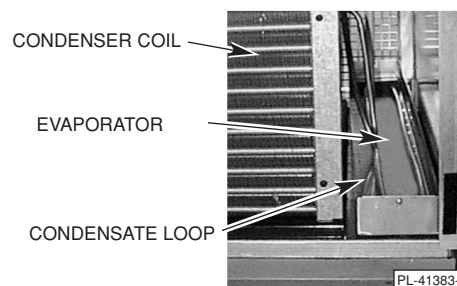 CONDENSER COIL
EVAPORATOR
CONDENSATE LOOP
PL-41383-